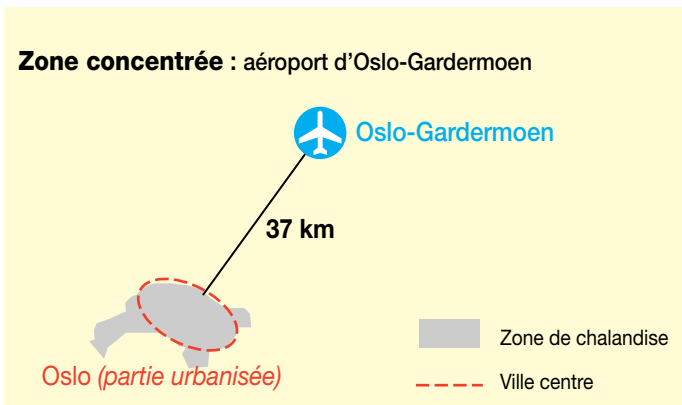 Zone concentrée : aéroport d'Oslo-Gardermoen
Oslo-Gardermoen
37 km
Zone de chalandise
Oslo (partie urbanisée)
Ville centre